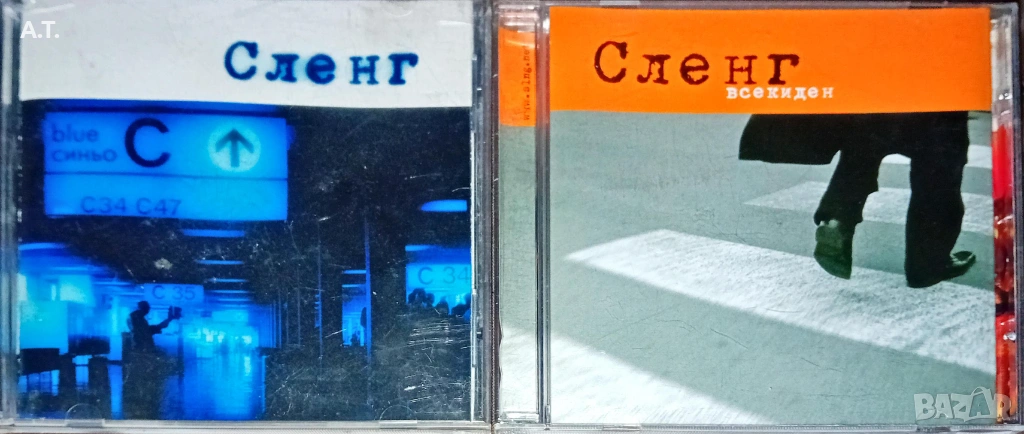 A.T.
Сленг
blue
синьо
C
C34 C47
C 34
C 35
Сленг
всекиден
BAZAR